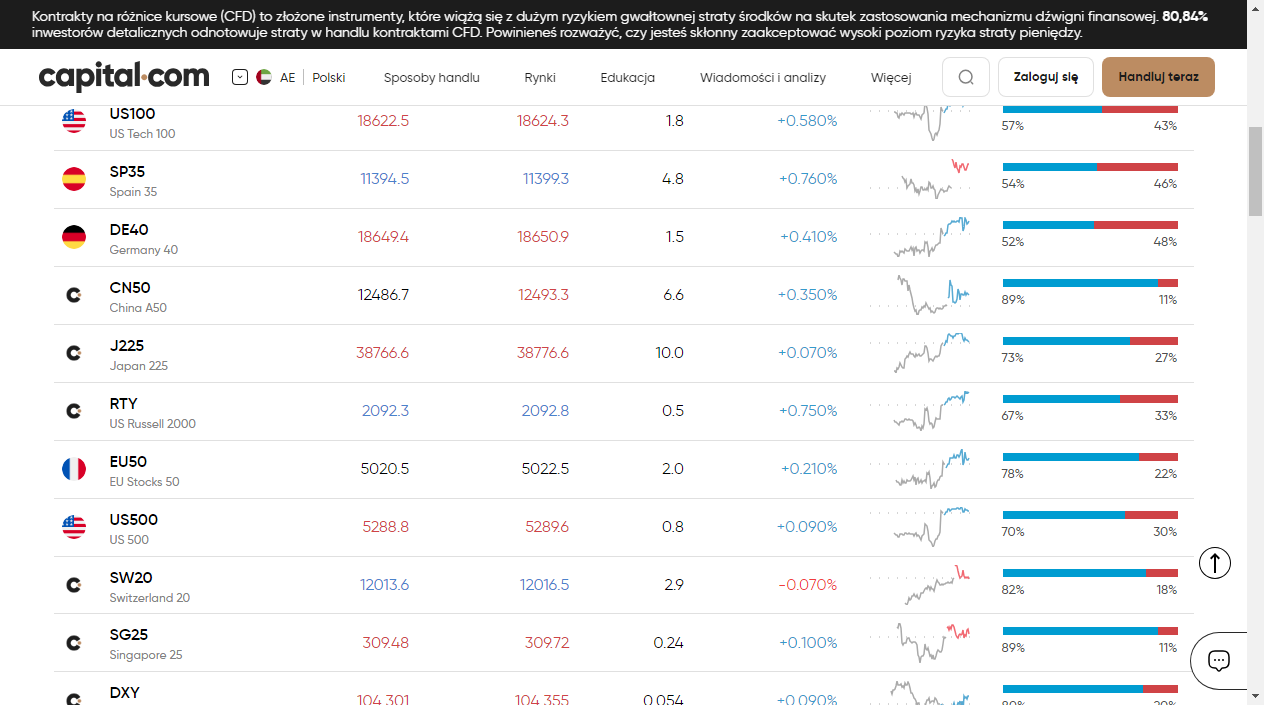 Kontrakty na różnice kursowe (CFD) to złożone instrumenty, które wiążą się z dużym ryzykiem gwałtownej straty środków na skutek zastosowania mechanizmu dźwigni finansowej. 80,84%
inwestorów detalicznych odnotowuje straty w handlu kontraktami CFD. Powinieneś rozważyć, czy jesteś skłonny zaakceptować wysoki poziom ryzyka straty pieniędzy.
capital.com AE Polski Sposoby handlu Rynki Edukacja Wiadomości i analizy Więcej Zaloguj się Handluj teraz
US100 18622.5 18624.3 1.8 +0.580%
US Tech 100 57% 43%
SP35 11394.5 11399.3 4.8 +0.760%
Spain 35 54% 46%
DE40 18649.4 18650.9 1.5 +0.410%
Germany 40 52% 48%
CN50 12486.7 12493.3 6.6 +0.350%
China A50 89% 11%
J225 38766.6 38776.6 10.0 +0.070%
Japan 225 73% 27%
RTY 2092.3 2092.8 0.5 +0.750%
US Russell 2000 67% 33%
EU50 5020.5 5022.5 2.0 +0.210%
EU Stocks 50 78% 22%
US500 5288.8 5289.6 0.8 +0.090%
US 500 70% 30%
SW20 12013.6 12016.5 2.9 -0.070%
Switzerland 20 82% 18%
SG25 309.48 309.72 0.24 +0.100%
Singapore 25 89% 11%
DXY 104.301 104.355 0.054 +0.090%